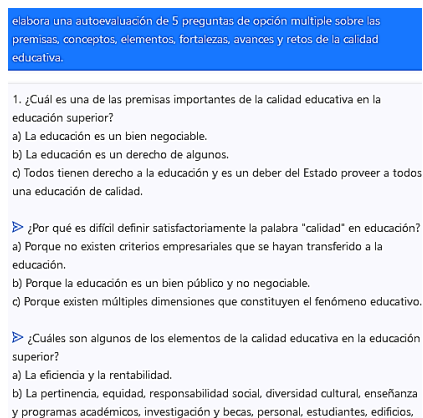 elabora una autoevaluación de 5 preguntas de opción multiple sobre las
premisas, conceptos, elementos, fortalezas, avances y retos de la calidad
educativa.
1. ¿Cuál es una de las premisas importantes de la calidad educativa en la
educación superior?
a) La educación es un bien negociable.
b) La educación es un derecho de algunos.
c) Todos tienen derecho a la educación y es un deber del Estado proveer a todos
una educación de calidad.
¿Por qué es difícil definir satisfactoriamente la palabra "calidad" en educación?
a) Porque no existen criterios empresariales que se hayan transferido a la
educación.
b) Porque la educación es un bien público y no negociable.
c) Porque existen múltiples dimensiones que constituyen el fenómeno educativo.
¿Cuáles son algunos de los elementos de la calidad educativa en la educación
superior?
a) La eficiencia y la rentabilidad.
b) La pertinencia, equidad, responsabilidad social, diversidad cultural, enseñanza
y programas académicos, investigación y becas, personal, estudiantes, edificios,